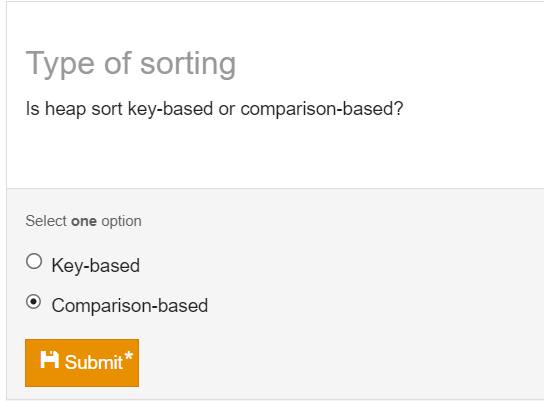 Type of sorting
Is heap sort key-based or comparison-based?
Select one option
Key-based
Comparison-based
Submit*